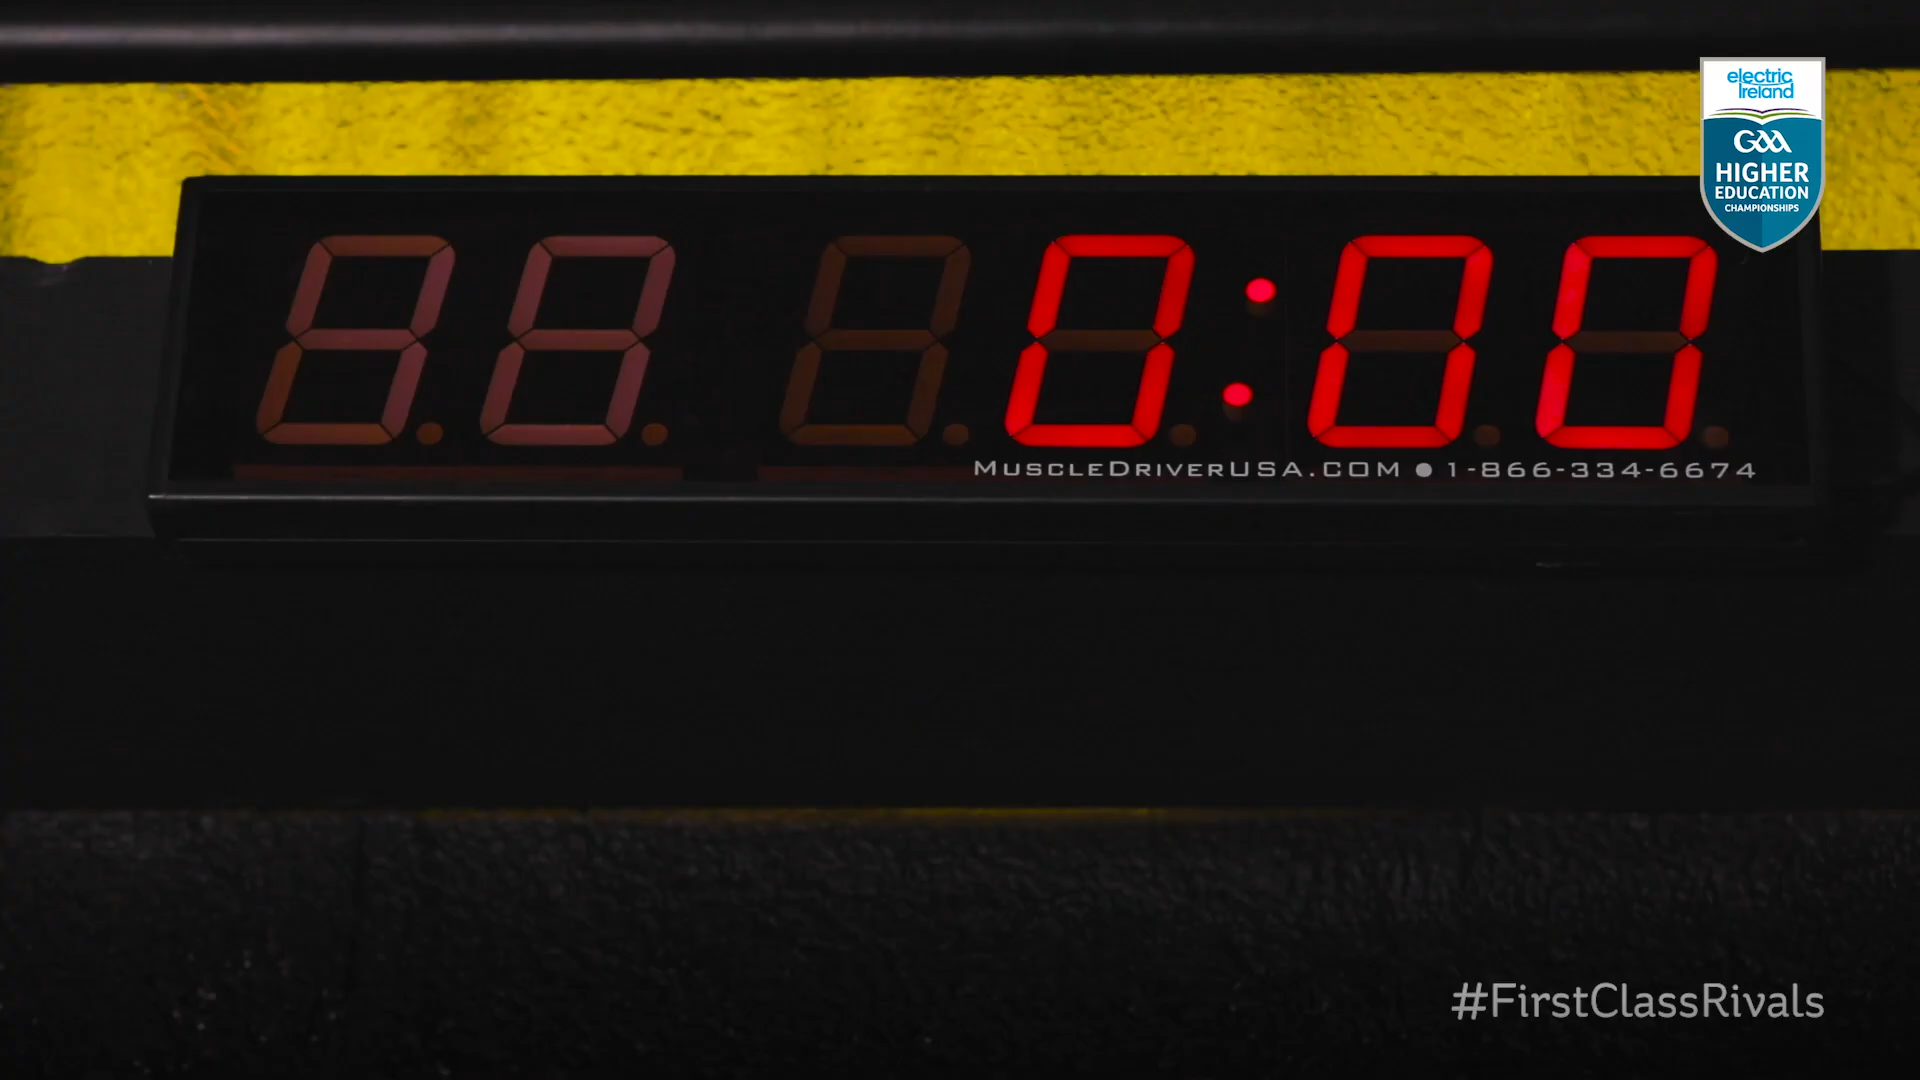 electric
Ireland
GAA
HIGHER
EDUCATION
CHAMPIONSHIPS
0:00
MUSCLEDRIVERUSA.COM ● 1-866-334-6674
#FirstClassRivals